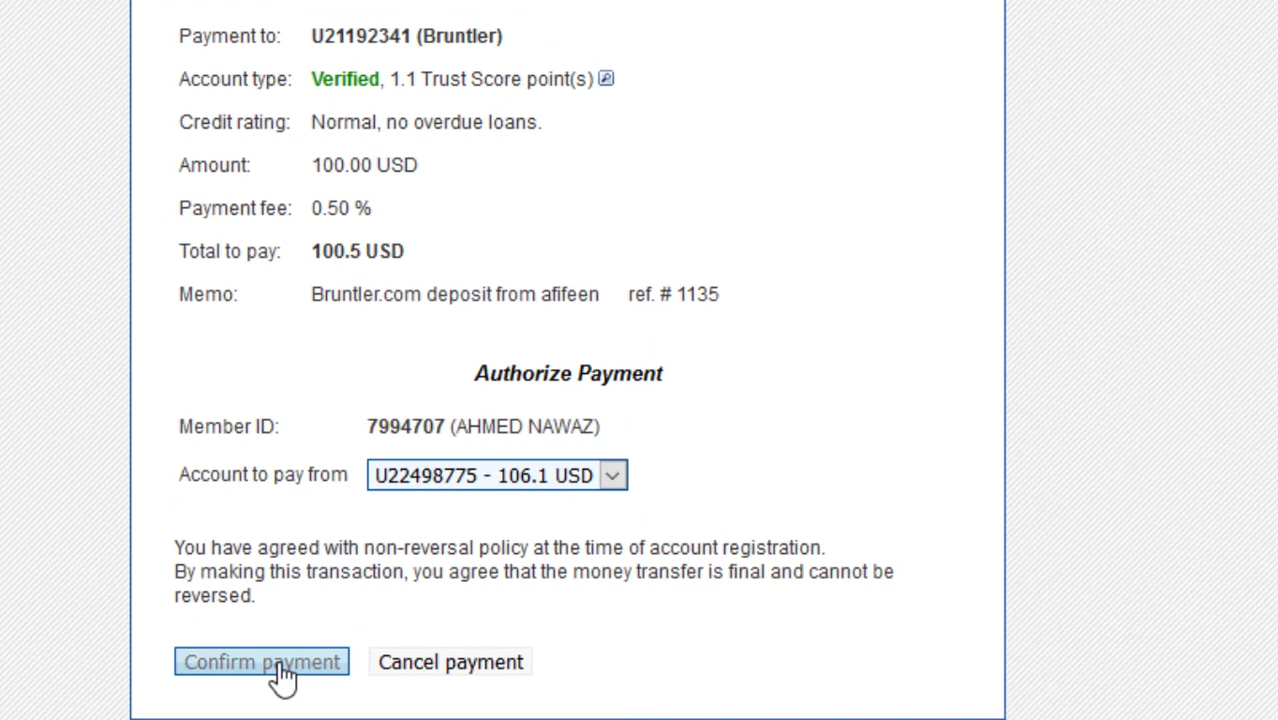 Payment to: U21192341 (Bruntler)
Account type: Verified, 1.1 Trust Score point(s)
Credit rating: Normal, no overdue loans.
Amount: 100.00 USD
Payment fee: 0.50 %
Total to pay: 100.5 USD
Memo: Bruntler.com deposit from afifeen ref. # 1135
Authorize Payment
Member ID: 7994707 (AHMED NAWAZ)
Account to pay from U22498775 - 106.1 USD
You have agreed with non-reversal policy at the time of account registration.
By making this transaction, you agree that the money transfer is final and cannot be
reversed.
Confirm payment Cancel payment